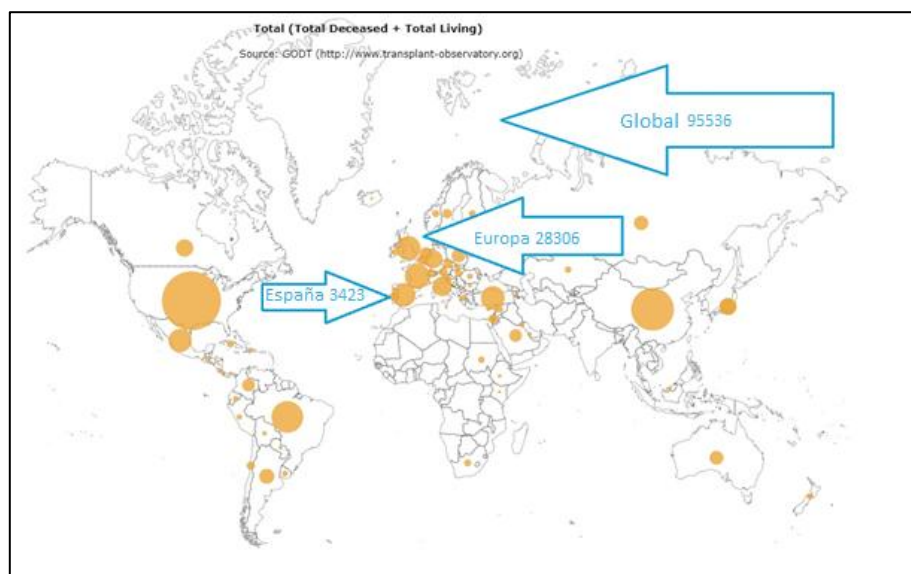 Total (Total Deceased + Total Living)
Source: GODT (http://www.transplant-observatory.org)
Global 95536
Europa 28306
España 3423